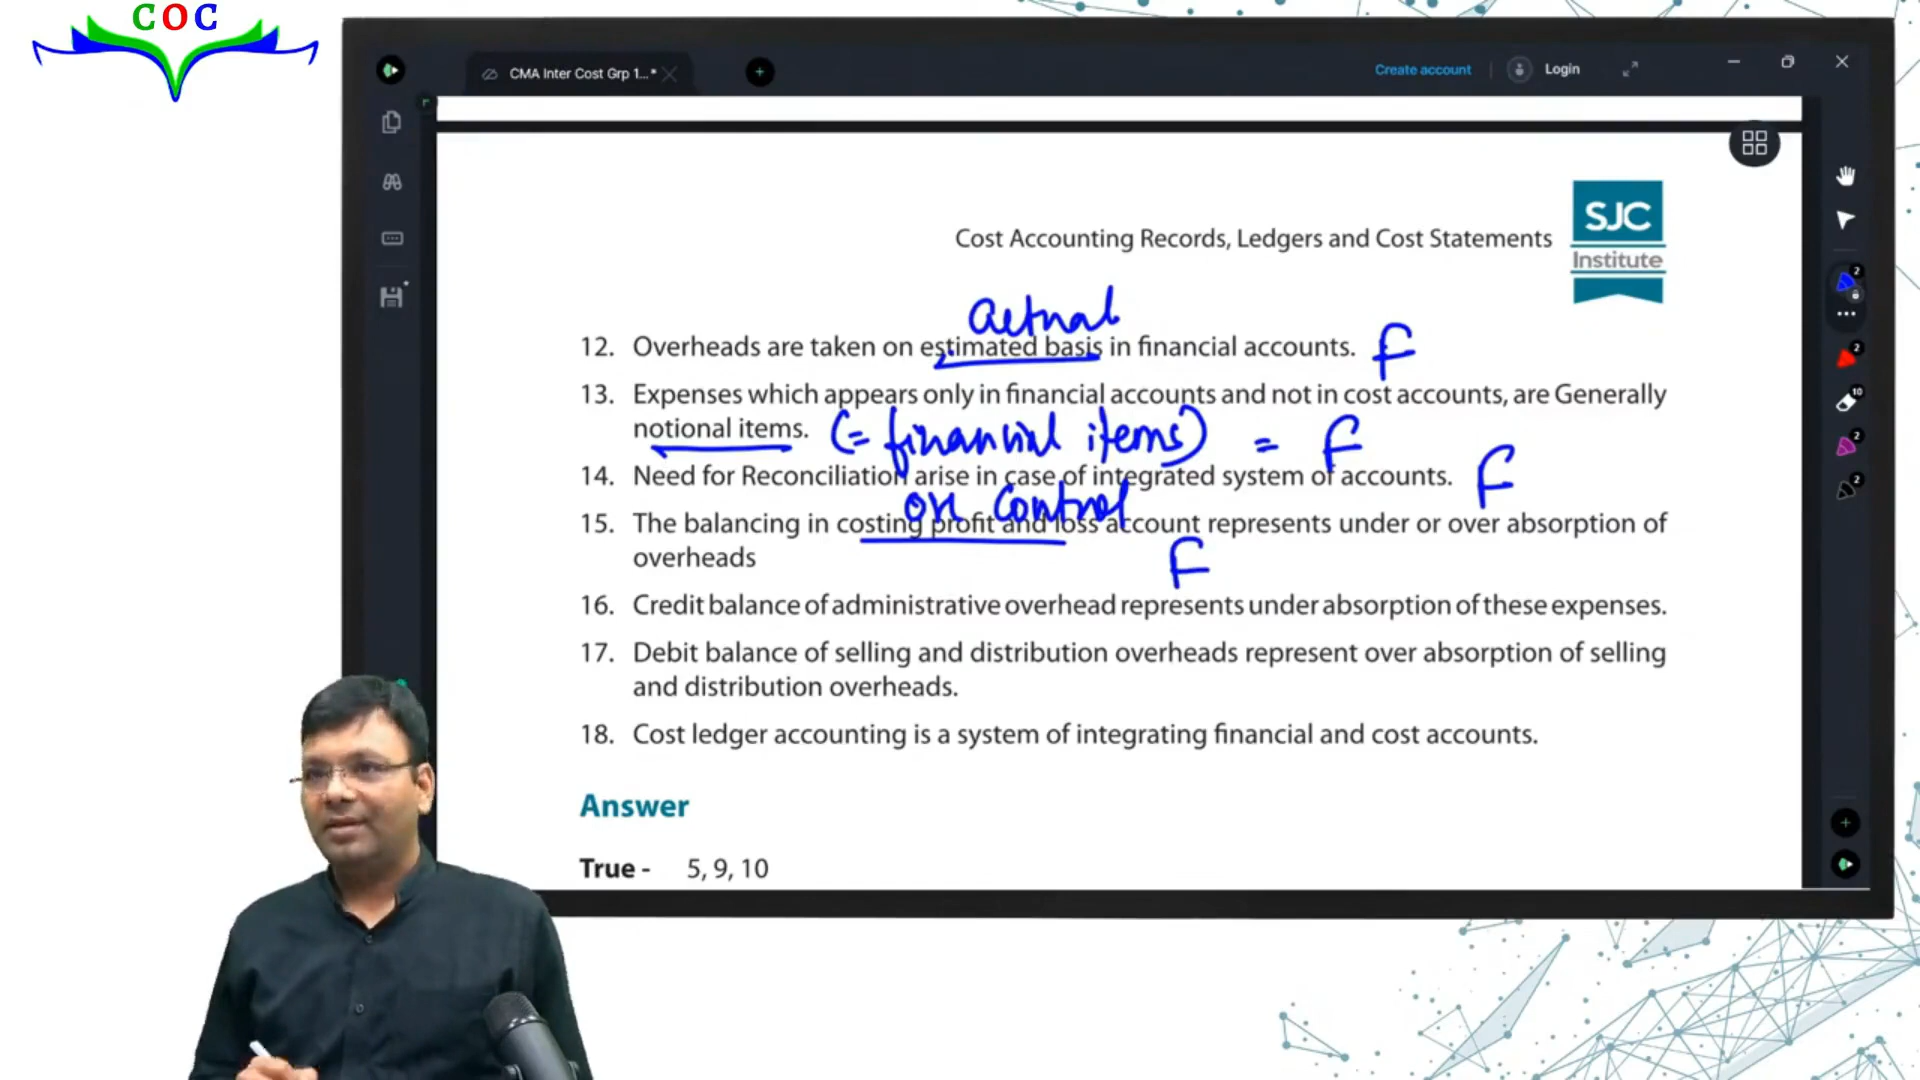 COC
CMA Inter Cost Grp 1...*
Create account
Login
Cost Accounting Records, Ledgers and Cost Statements
SJC
Institute
actual
12. Overheads are taken on estimated basis in financial accounts. F
13. Expenses which appears only in financial accounts and not in cost accounts, are Generally
notional items. (= financial items) = F
14. Need for Reconciliation arise in case of integrated system of accounts. F
OH Control
15. The balancing in costing profit and loss account represents under or over absorption of
overheads F
16. Credit balance of administrative overhead represents under absorption of these expenses.
17. Debit balance of selling and distribution overheads represent over absorption of selling
and distribution overheads.
18. Cost ledger accounting is a system of integrating financial and cost accounts.
Answer
True - 5, 9, 10
2
2
10
2
2